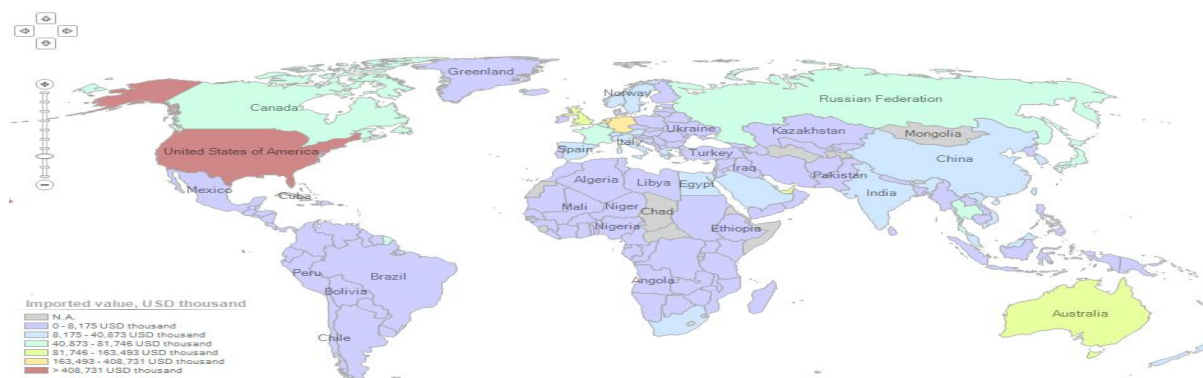 Greenland
Norway
Canada
Russian Federation
Ukraine
Kazakhstan
Mongolia
Italy
Spain
United States of America
Turkey
China
Iraq
Pakistan
Algeria
Libya
Egypt
India
Mexico
Cuba
Mali
Niger
Chad
Nigeria
Ethiopia
Peru
Brazil
Angola
Bolivia
Australia
Chile
Imported value, USD thousand
N.A.
0 - 8,175 USD thousand
8,175 - 40,873 USD thousand
40,873 - 81,746 USD thousand
81,746 - 163,493 USD thousand
163,493 - 408,731 USD thousand
> 408,731 USD thousand